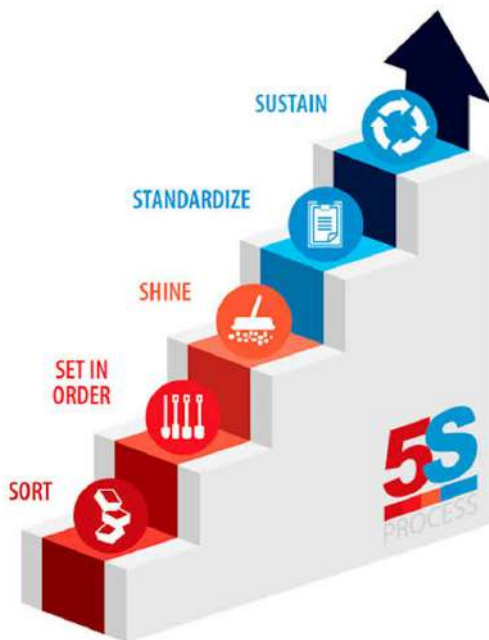 SUSTAIN
STANDARDIZE
SHINE
SET IN
ORDER
SORT
5S
PROCESS